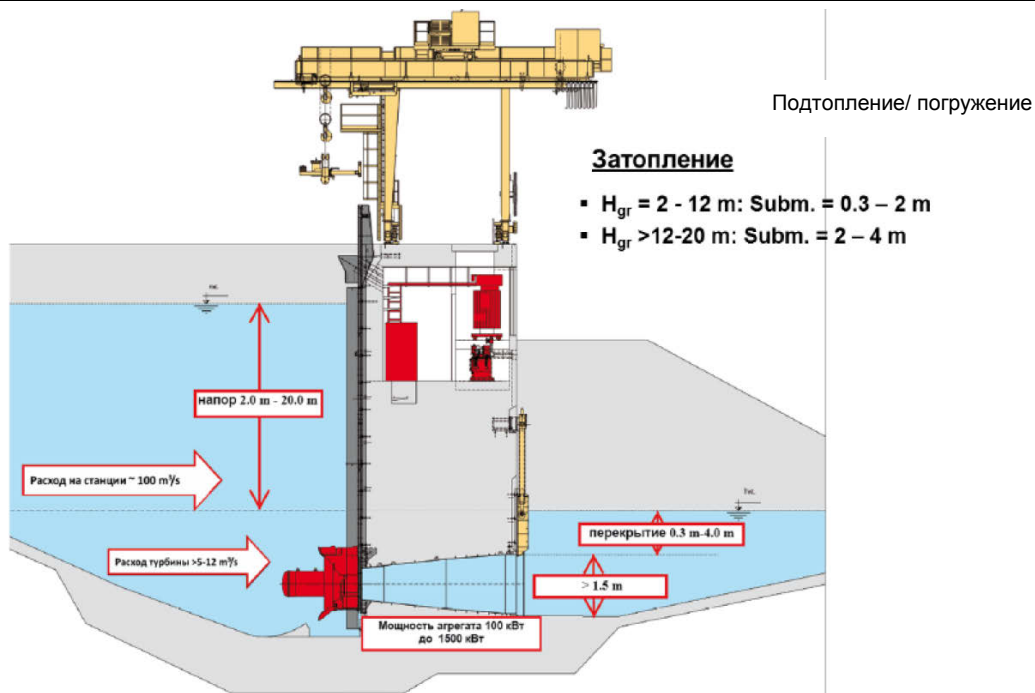 Подтопление/ погружение
Затопление
▪ Hgr = 2 - 12 m: Subm. = 0.3 – 2 m
▪ Hgr >12-20 m: Subm. = 2 – 4 m
напор 2.0 m - 20.0 m
Расход на станции ~ 100 m³/s
перекрытие 0.3 m-4.0 m
Расход турбины >5-12 m³/s
> 1.5 m
Мощность агрегата 100 кВт
до 1500 кВт